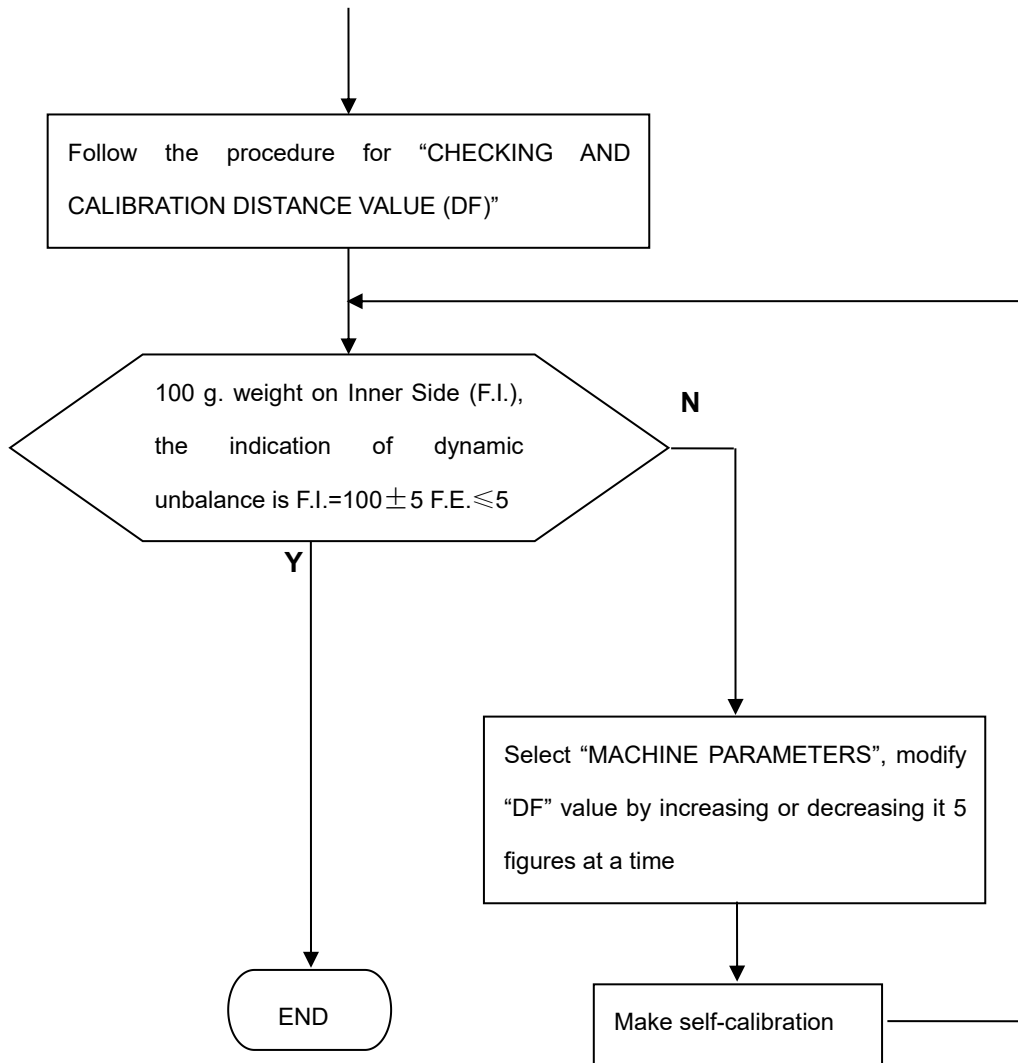 Follow the procedure for “CHECKING AND
CALIBRATION DISTANCE VALUE (DF)”
100 g. weight on Inner Side (F.I.),
the indication of dynamic
unbalance is F.I.=100±5 F.E.≤5
N
Y
Select “MACHINE PARAMETERS”, modify
“DF” value by increasing or decreasing it 5
figures at a time
END
Make self-calibration